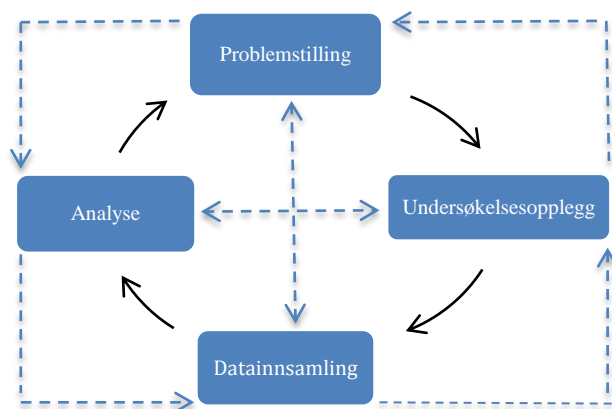 Problemstilling
Analyse
Undersøkelsesopplegg
Datainnsamling